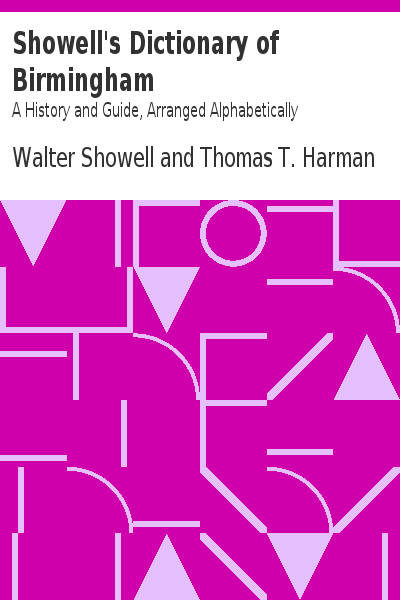 Showell's Dictionary of
Birmingham
A History and Guide, Arranged Alphabetically
Walter Showell and Thomas T. Harman